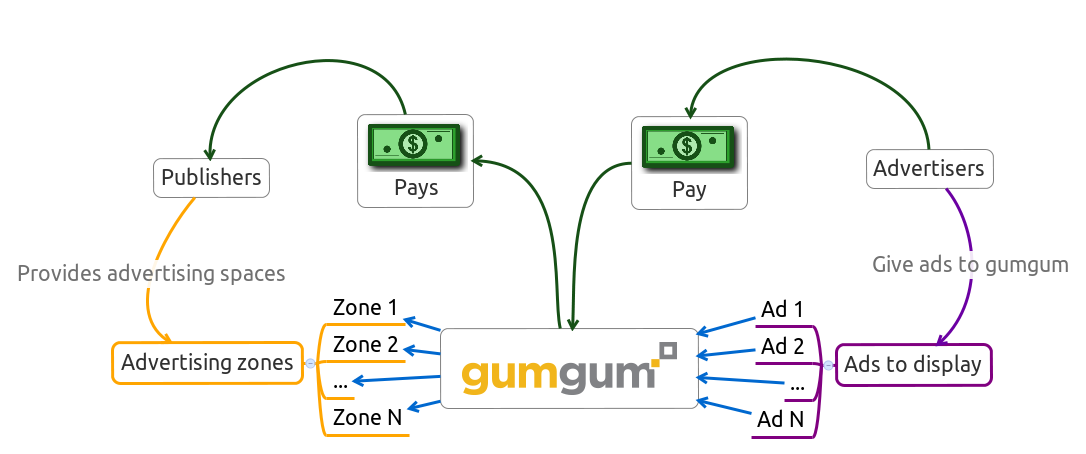 Publishers
Pays
Pay
Advertisers
Provides advertising spaces
Give ads to gumgum
Zone 1
Ad 1
Advertising zones
Zone 2
gumgum
Ad 2
Ads to display
...
...
Zone N
Ad N